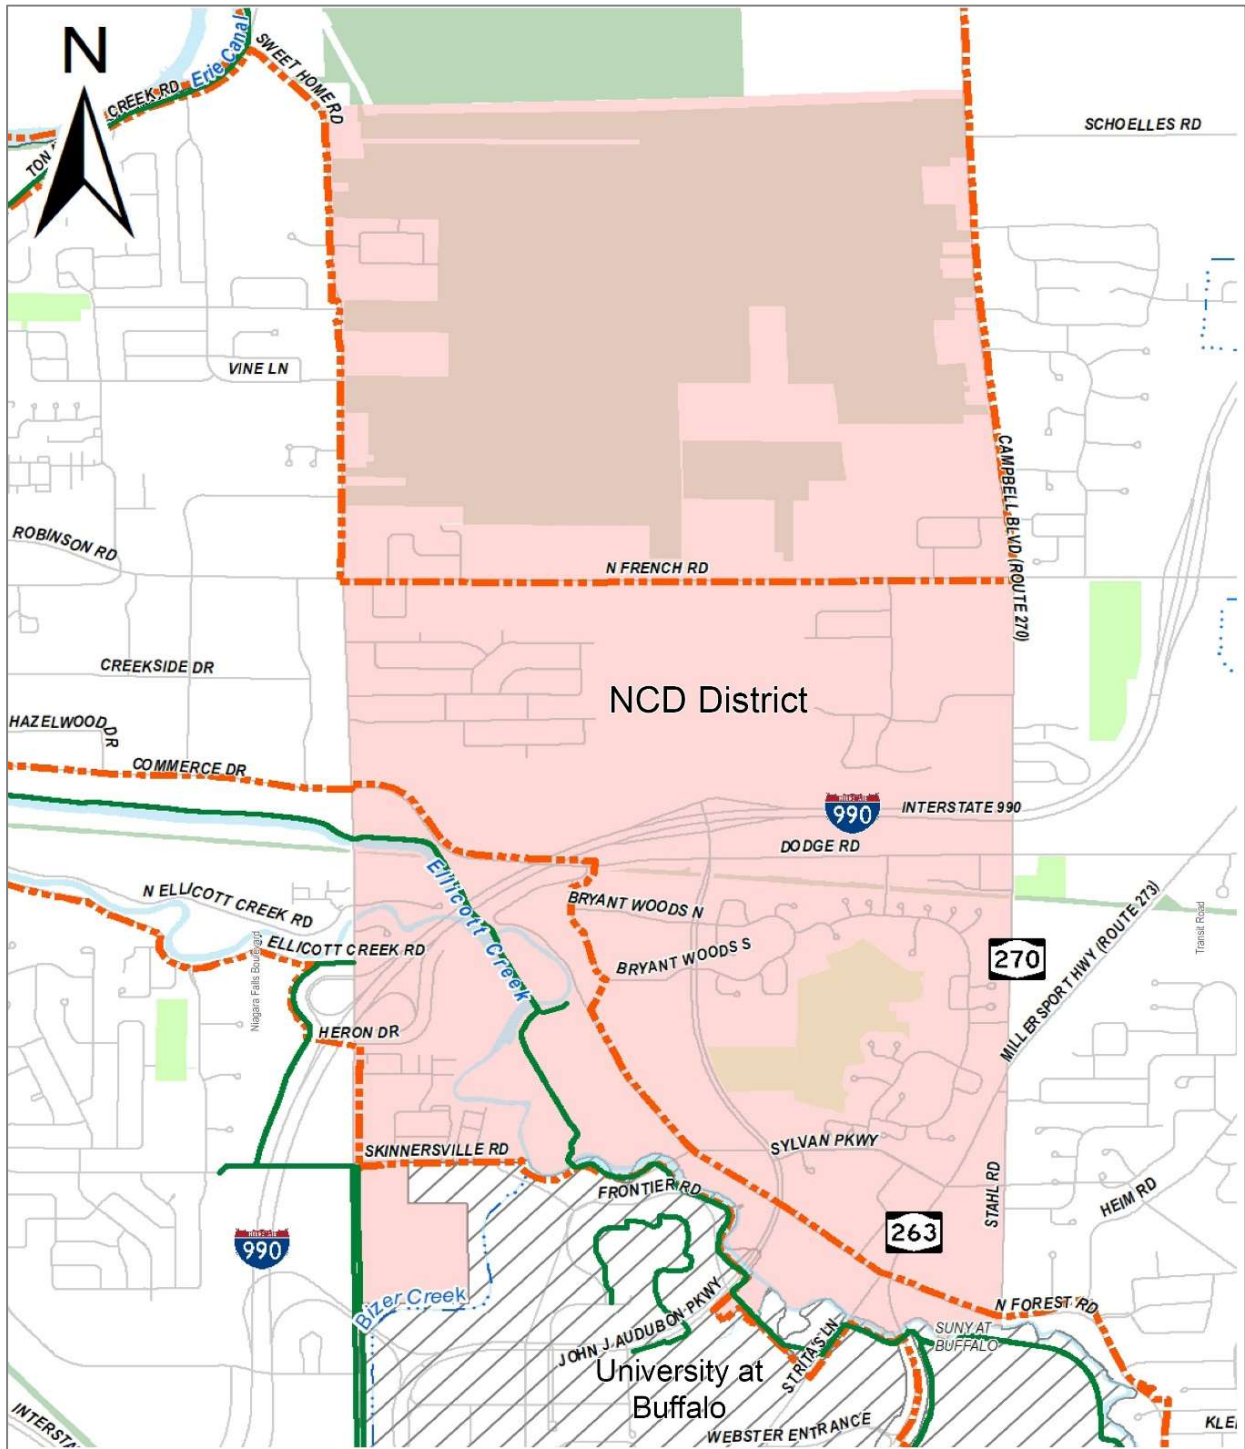 N
Erie Canal
SWEET HOME RD
CREEK RD
TON
SCHOELLES RD
VINE LN
CAMPBELL BLVD (ROUTE 270)
ROBINSON RD
N FRENCH RD
CREEKSIDE DR
NCD District
HAZELWOOD DR
COMMERCE DR
990
INTERSTATE 990
DODGE RD
Ellicott Creek
N ELLICOTT CREEK RD
BRYANT WOODS N
MILLERSPORT HWY (ROUTE 273)
Transit Road
Niagara Falls Boulevard
ELLICOTT CREEK RD
BRYANT WOODS S
270
HERON DR
SKINNERSVILLE RD
SYLVAN PKWY
FRONTIER RD
STAHL RD
HEIM RD
263
990
Bizer Creek
N FOREST RD
JOHN J AUDUBON PKWY
ST RITA'S LN
SUNY AT
BUFFALO
University at
Buffalo
WEBSTER ENTRANCE
INTERSTA
KLE